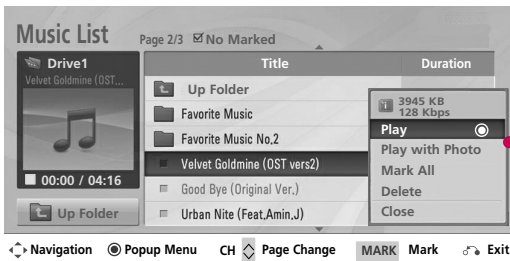 Music List
Page 2/3 No Marked
Drive1
Velvet Goldmine (OST...
00:00 / 04:16
Up Folder
Title Duration
Up Folder
Favorite Music
Favorite Music No.2
Velvet Goldmine (OST vers2)
Good Bye (Original Ver.)
Urban Nite (Feat.Amin.J)
3945 KB
128 Kbps
Play
Play with Photo
Mark All
Delete
Close
Navigation Popup Menu CH Page Change MARK Mark Exit